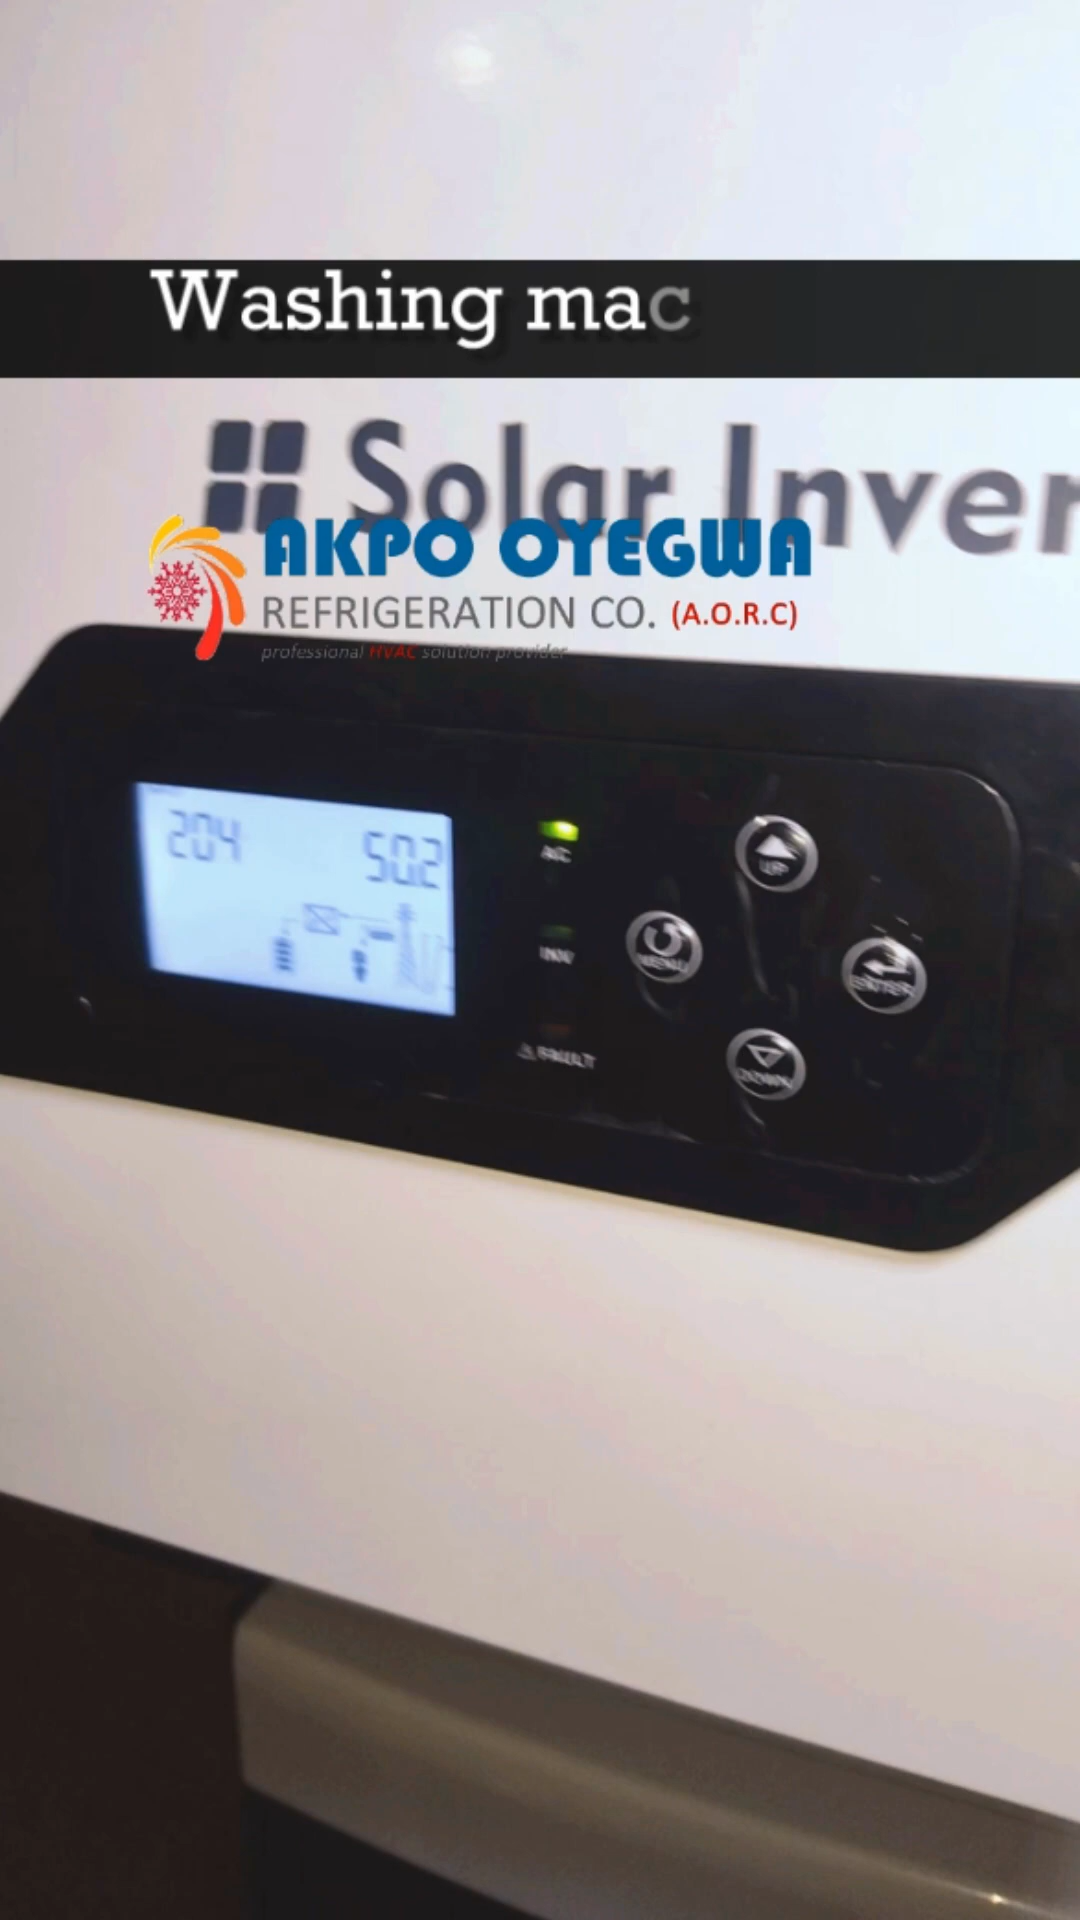 Washing mac
Solar Inver
AKPO OYEGWA
REFRIGERATION CO. (A.O.R.C)
professional HVAC solution provider
204 50.2
A/C
UP
INV
MENU
ENTER
⚠ FAULT
DOWN